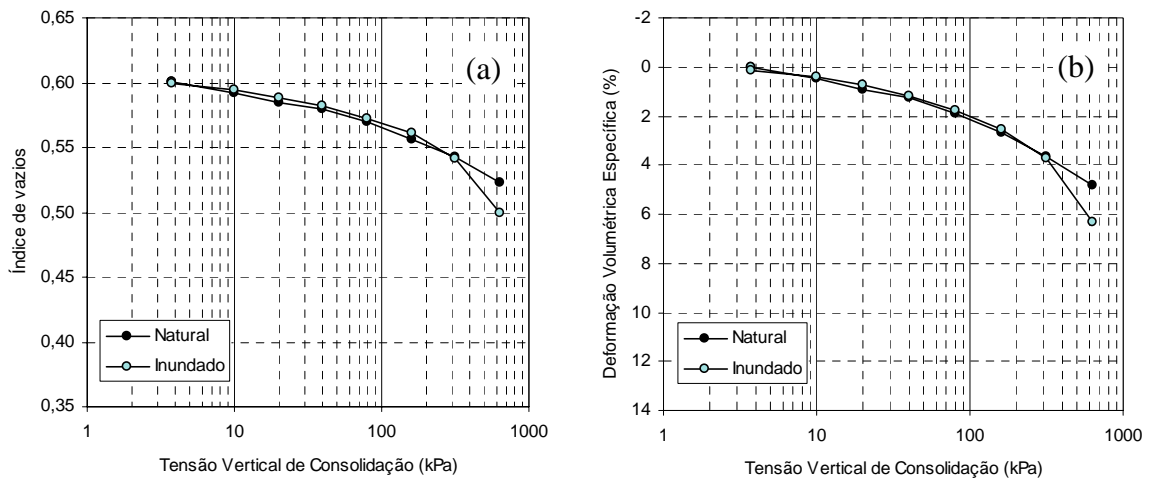 0,65
0,60
0,55
0,50
0,45
0,40
0,35
Índice de vazios
1
10
100
1000
Tensão Vertical de Consolidação (kPa)
(a)
Natural
Inundado
-2
0
2
4
6
8
10
12
14
Deformação Volumétrica Específica (%)
1
10
100
1000
Tensão Vertical de Consolidação (kPa)
(b)
Natural
Inundado